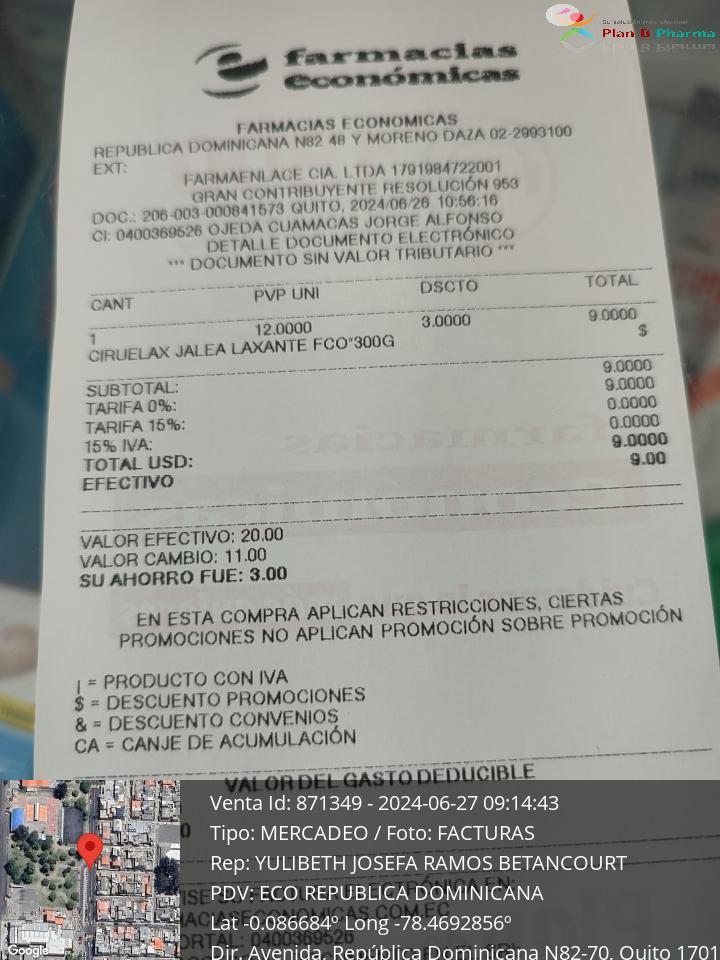 Su solución más efectiva!
Plan B Pharma
farmacias
económicas
FARMACIAS ECONOMICAS
REPUBLICA DOMINICANA N82 48 Y MORENO DAZA 02-2993100
EXT:
FARMAENLACE CIA. LTDA 1791984722001
GRAN CONTRIBUYENTE RESOLUCIÓN 953
DOC.: 206-003-000841573 QUITO, 2024/06/26 10:56:16
CI: 0400369526 OJEDA CUAMACAS JORGE ALFONSO
DETALLE DOCUMENTO ELECTRÓNICO
*** DOCUMENTO SIN VALOR TRIBUTARIO ***
CANT PVP UNI DSCTO TOTAL
1 12.0000 3.0000 9.0000
CIRUELAX JALEA LAXANTE FCO*300G $
SUBTOTAL: 9.0000
TARIFA 0%: 9.0000
TARIFA 15%: 0.0000
15% IVA: 0.0000
TOTAL USD: 9.0000
EFECTIVO 9.00
VALOR EFECTIVO: 20.00
VALOR CAMBIO: 11.00
SU AHORRO FUE: 3.00
EN ESTA COMPRA APLICAN RESTRICCIONES, CIERTAS
PROMOCIONES NO APLICAN PROMOCIÓN SOBRE PROMOCIÓN
| = PRODUCTO CON IVA
$ = DESCUENTO PROMOCIONES
& = DESCUENTO CONVENIOS
CA = CANJE DE ACUMULACIÓN
VALOR DEL GASTO DEDUCIBLE
Venta Id: 871349 - 2024-06-27 09:14:43
Tipo: MERCADEO / Foto: FACTURAS
Rep: YULIBETH JOSEFA RAMOS BETANCOURT
PDV: ECO REPUBLICA DOMINICANA
Lat -0.086684º Long -78.4692856º
Dir. Avenida, República Dominicana N82-70, Quito 1701
Google